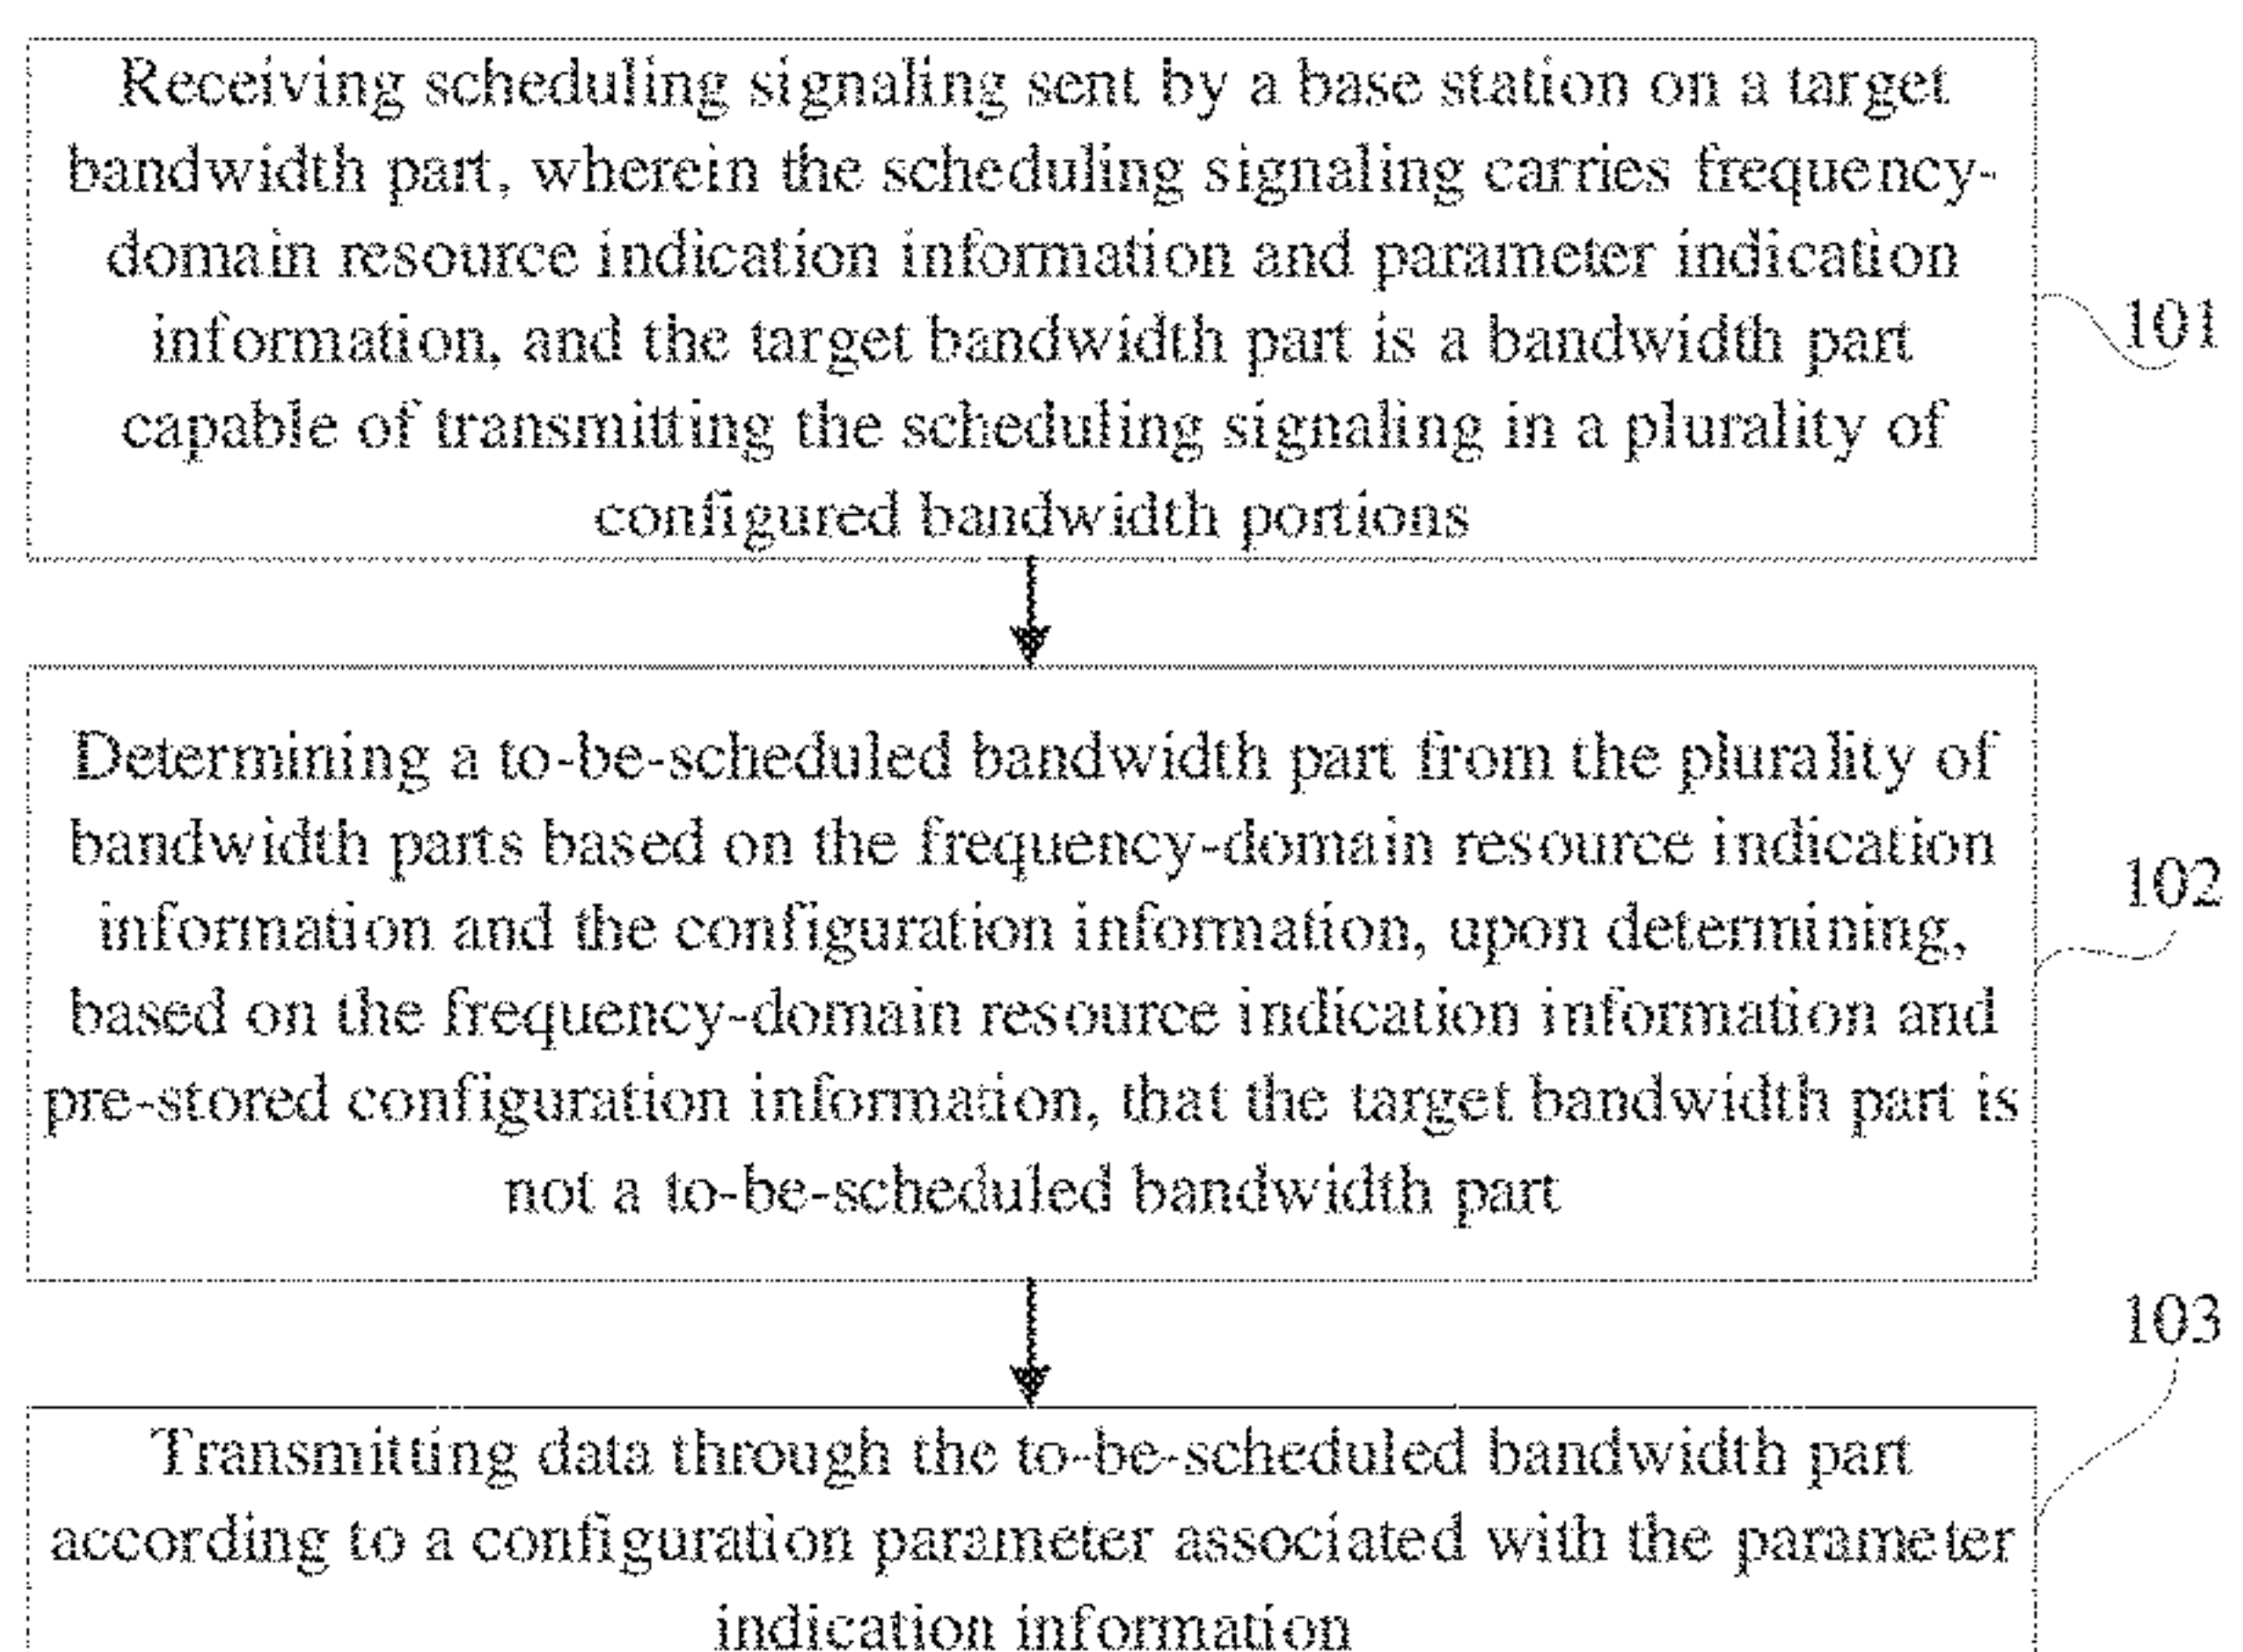 Receiving scheduling signaling sent by a base station on a target
bandwidth part, wherein the scheduling signaling carries frequency-
domain resource indication information and parameter indication
information, and the target bandwidth part is a bandwidth part
capable of transmitting the scheduling signaling in a plurality of
configured bandwidth portions
101
Determining a to-be-scheduled bandwidth part from the plurality of
bandwidth parts based on the frequency-domain resource indication
information and the configuration information, upon determining,
based on the frequency-domain resource indication information and
pre-stored configuration information, that the target bandwidth part is
not a to-be-scheduled bandwidth part
102
Transmitting data through the to-be-scheduled bandwidth part
according to a configuration parameter associated with the parameter
indication information
103